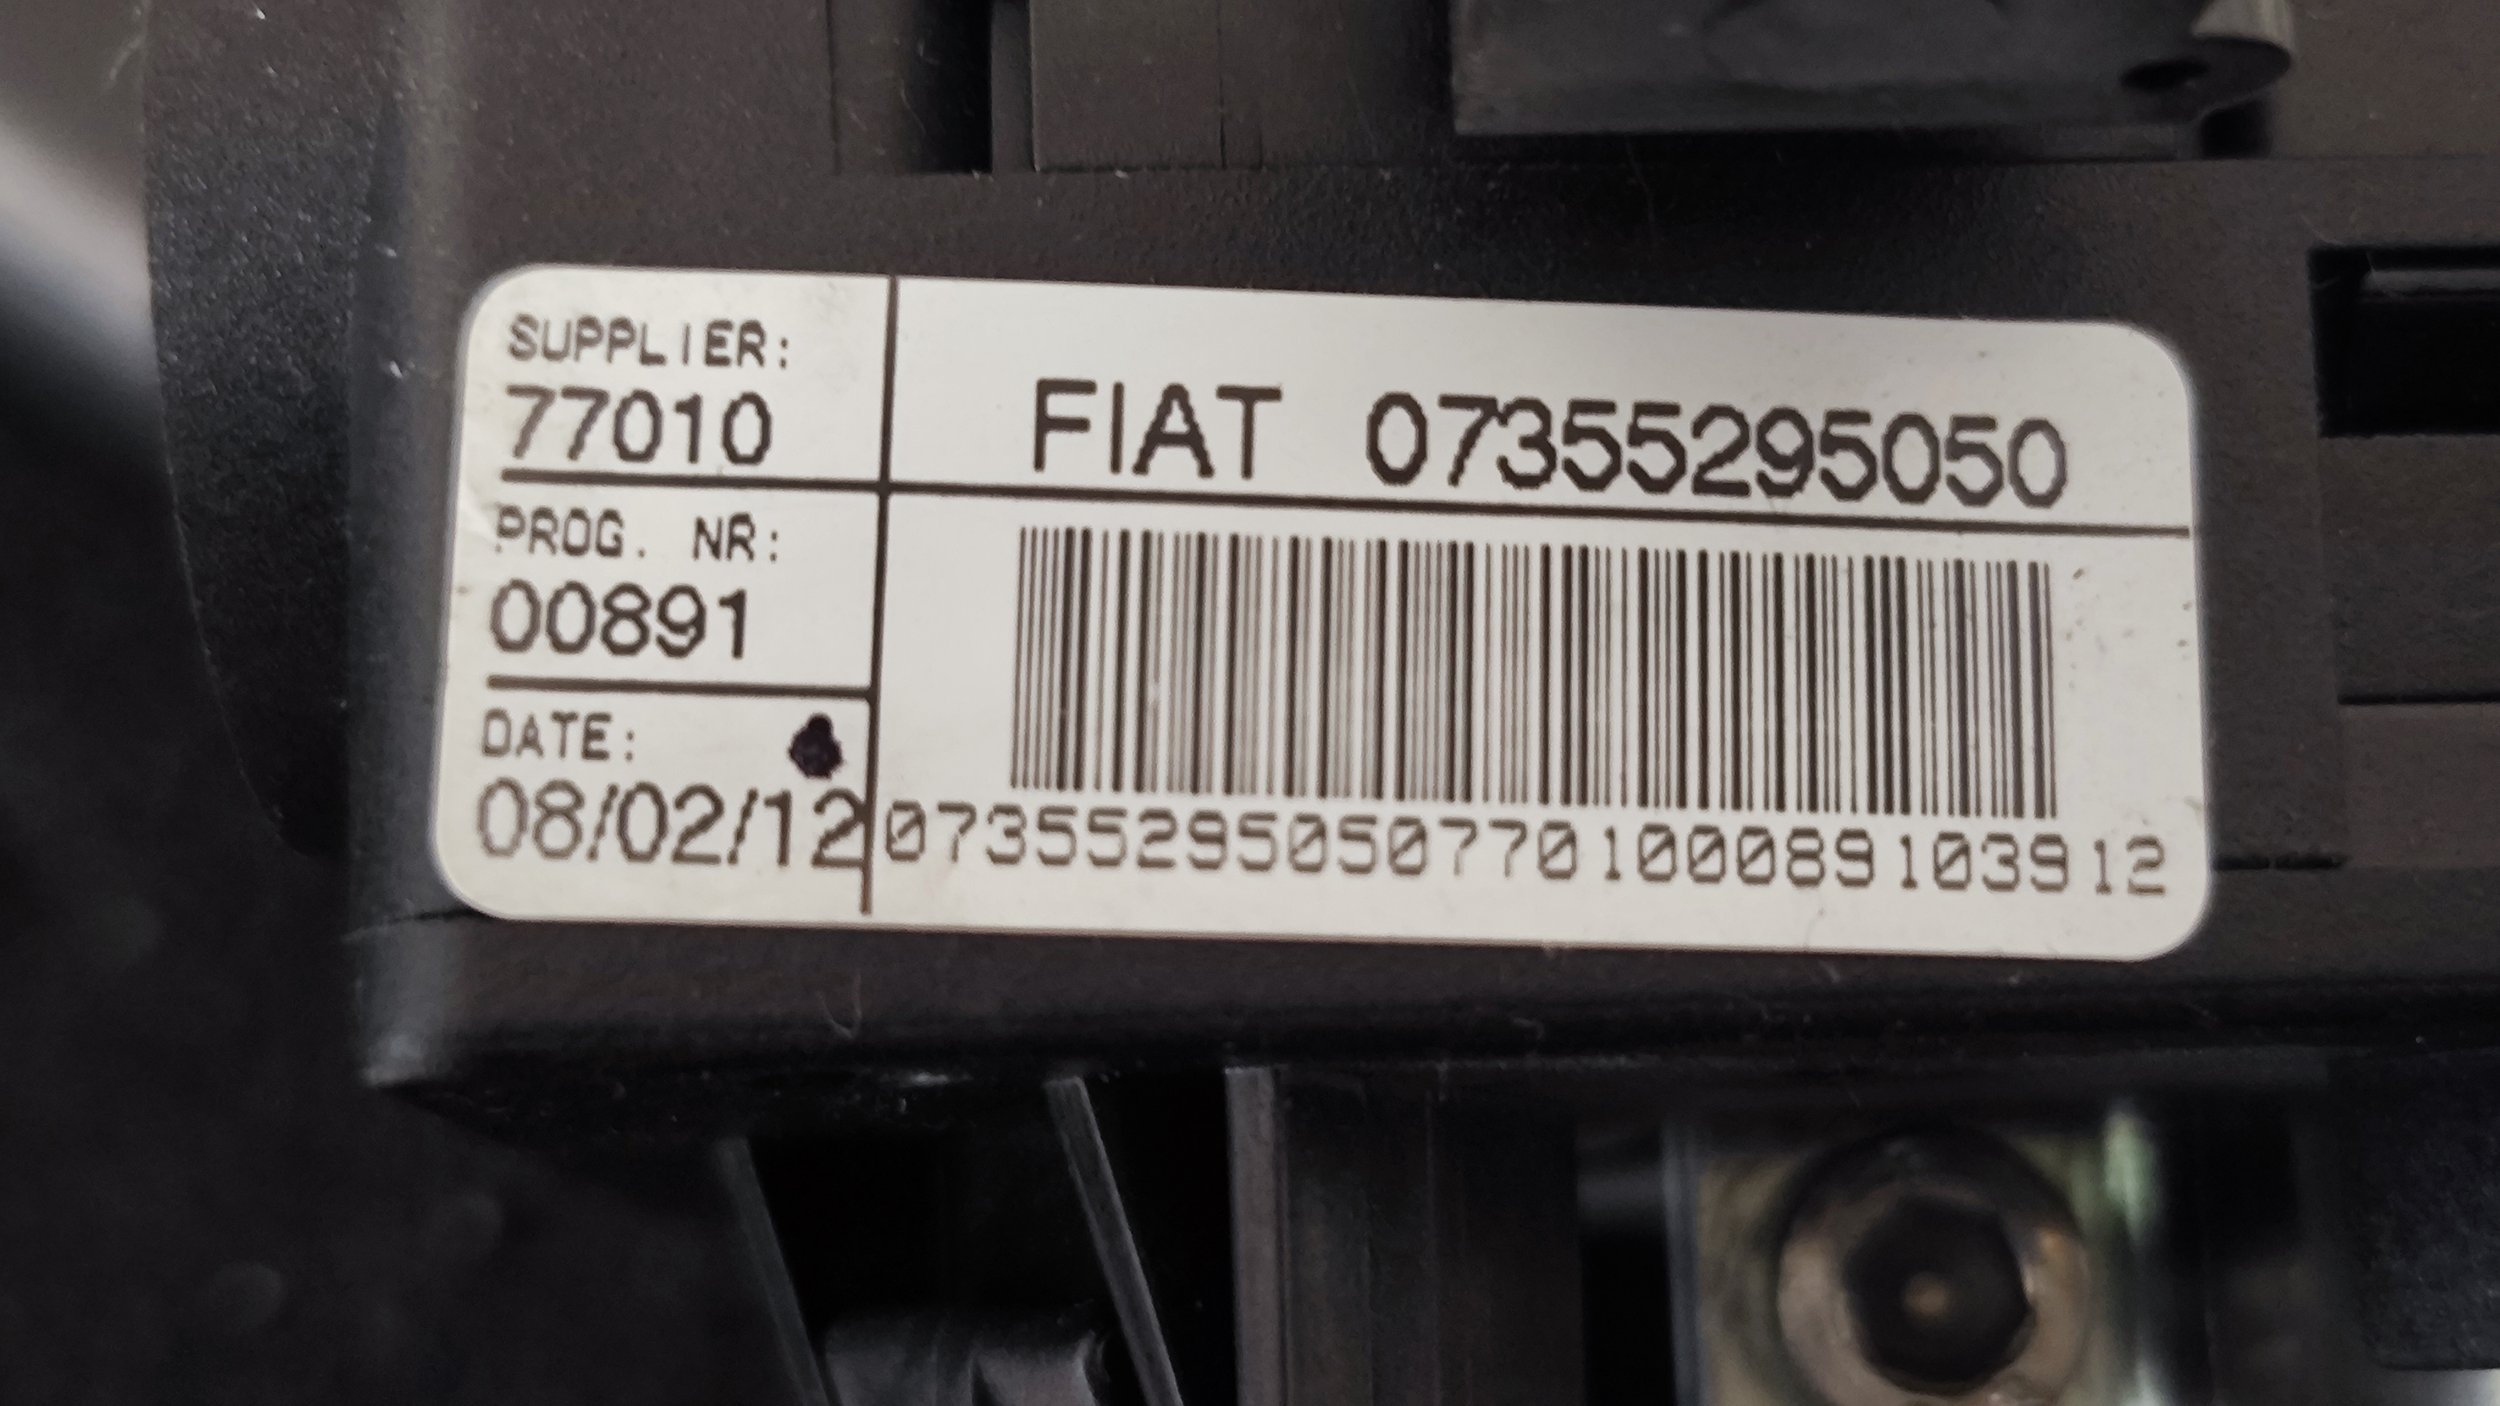 SUPPLIER:
77010
FIAT 07355295050
PROG. NR:
00891
DATE:
08/02/12
07355295050770100089103912